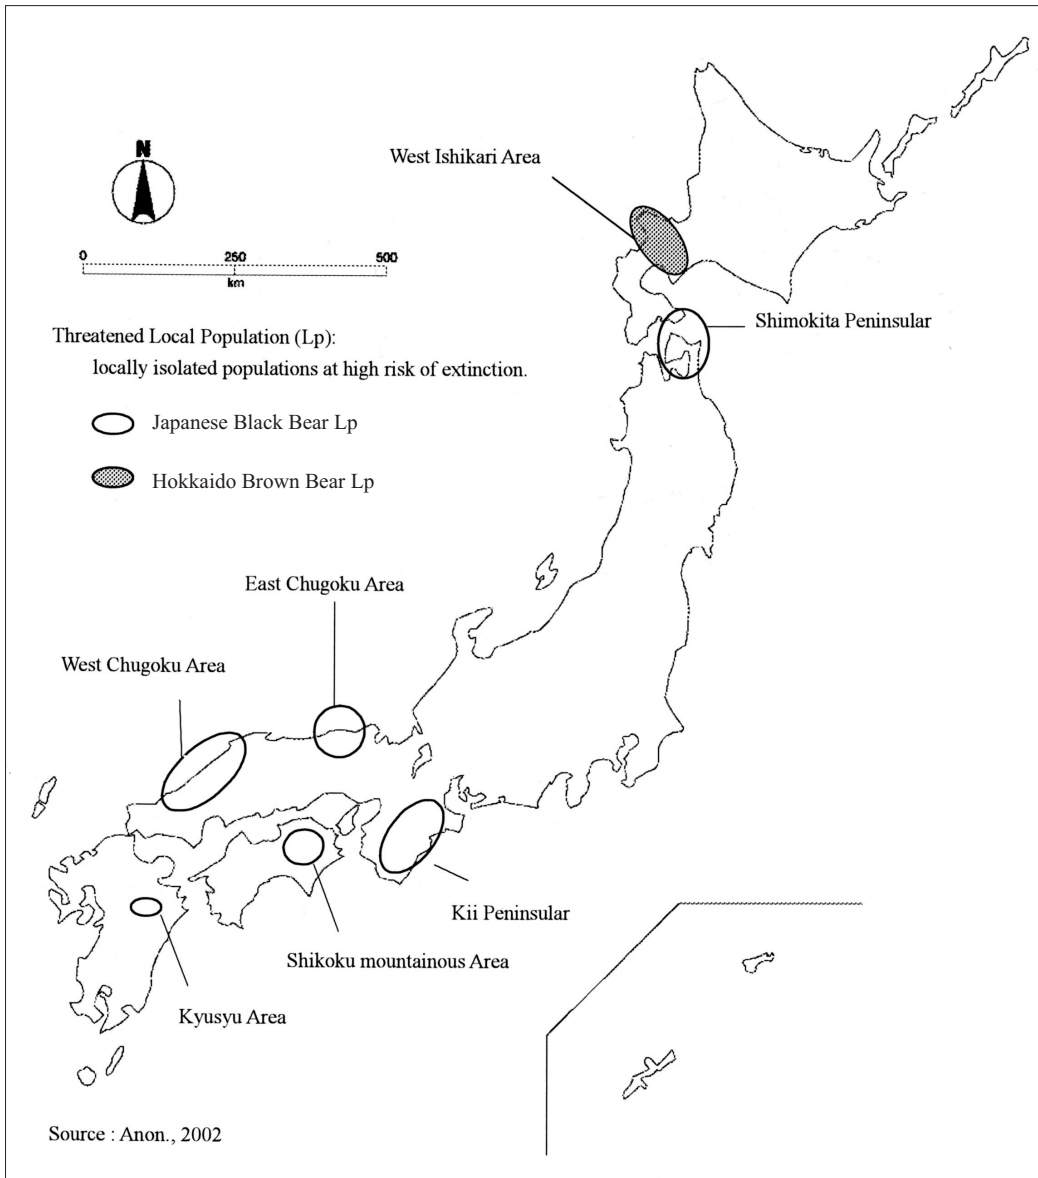 N
West Ishikari Area
0 250 500
km
Shimokita Peninsular
Threatened Local Population (Lp):
locally isolated populations at high risk of extinction.
Japanese Black Bear Lp
Hokkaido Brown Bear Lp
East Chugoku Area
West Chugoku Area
Kii Peninsular
Shikoku mountainous Area
Kyusyu Area
Source : Anon., 2002